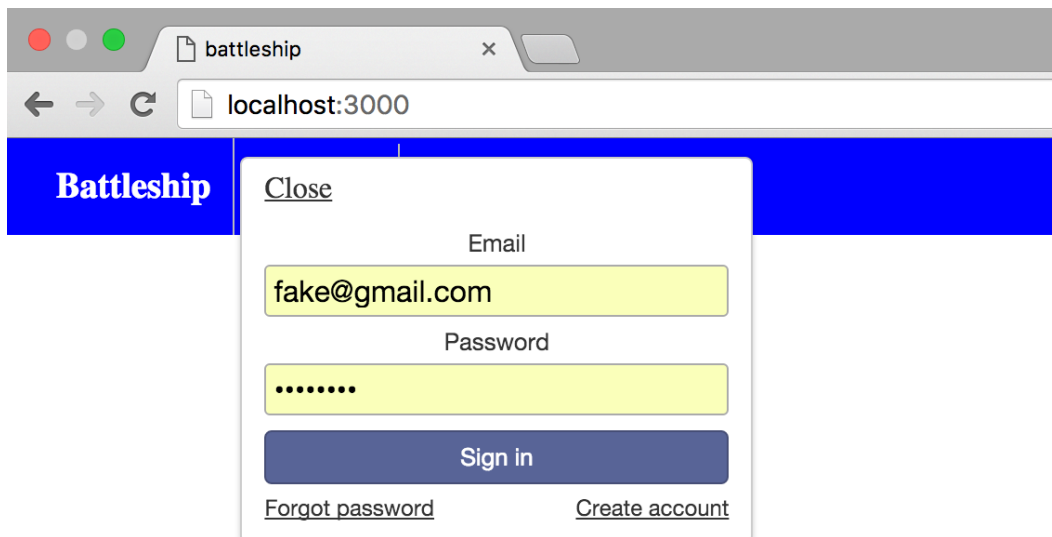 battleship
localhost:3000
Battleship
Close
Email
fake@gmail.com
Password
••••••••
Sign in
Forgot password Create account